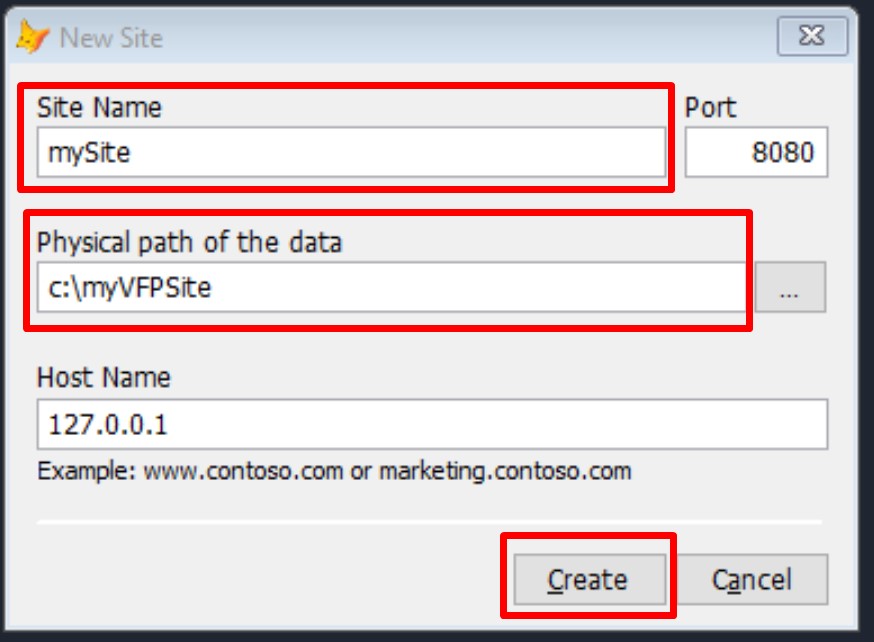 New Site
Site Name
Port
mySite
8080
Physical path of the data
c:\myVFPSite
...
Host Name
127.0.0.1
Example: www.contoso.com or marketing.contoso.com
Create
Cancel